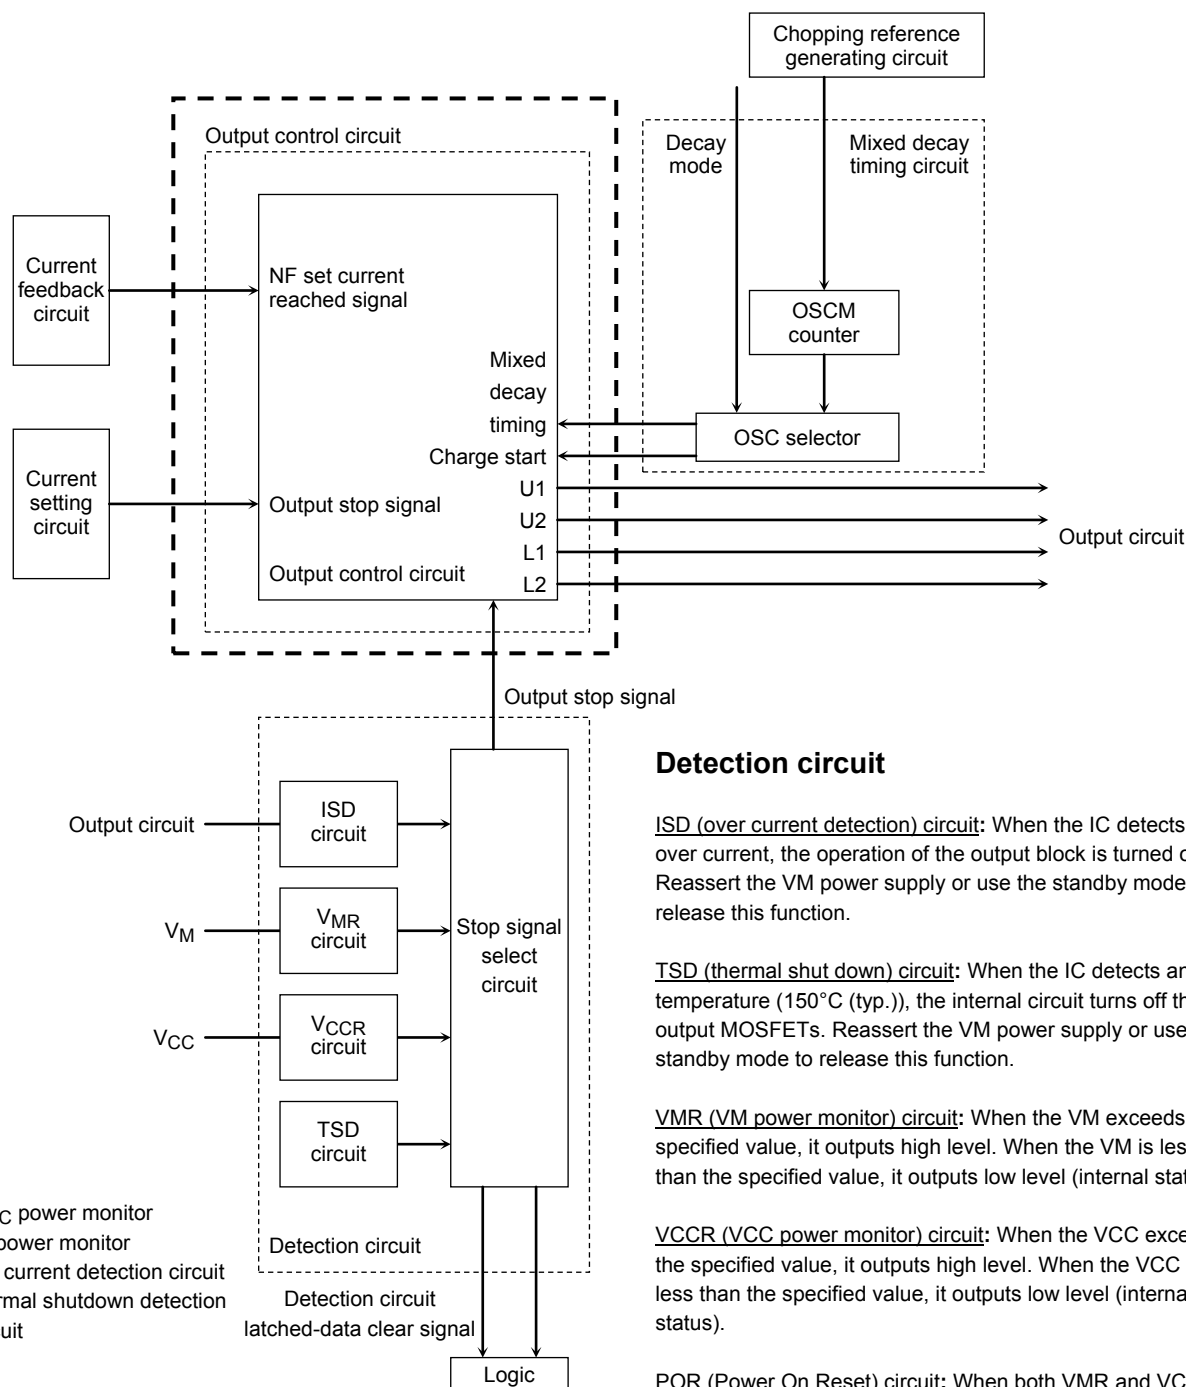 Chopping reference
generating circuit
Output control circuit
Decay
mode
Mixed decay
timing circuit
Current
feedback
circuit
NF set current
reached signal
OSCM
counter
Mixed
decay
timing
Charge start
OSC selector
Current
setting
circuit
Output stop signal
U1
U2
L1
L2
Output circuit
Output control circuit
Output stop signal
Output circuit
ISD
circuit
VM
VMR
circuit
Stop signal
select
circuit
VCC
VCCR
circuit
TSD
circuit
Detection circuit
C power monitor
power monitor
current detection circuit
rmal shutdown detection
uit
Detection circuit
latched-data clear signal
Logic
Detection circuit
ISD (over current detection) circuit: When the IC detects
over current, the operation of the output block is turned
Reassert the VM power supply or use the standby mode
release this function.
TSD (thermal shut down) circuit: When the IC detects
temperature (150°C (typ.)), the internal circuit turns off
output MOSFETs. Reassert the VM power supply or use
standby mode to release this function.
VMR (VM power monitor) circuit: When the VM exceeds
specified value, it outputs high level. When the VM is
than the specified value, it outputs low level (internal
VCCR (VCC power monitor) circuit: When the VCC
the specified value, it outputs high level. When the VCC
less than the specified value, it outputs low level
status).
POR (Power On Reset) circuit: When both VMR and